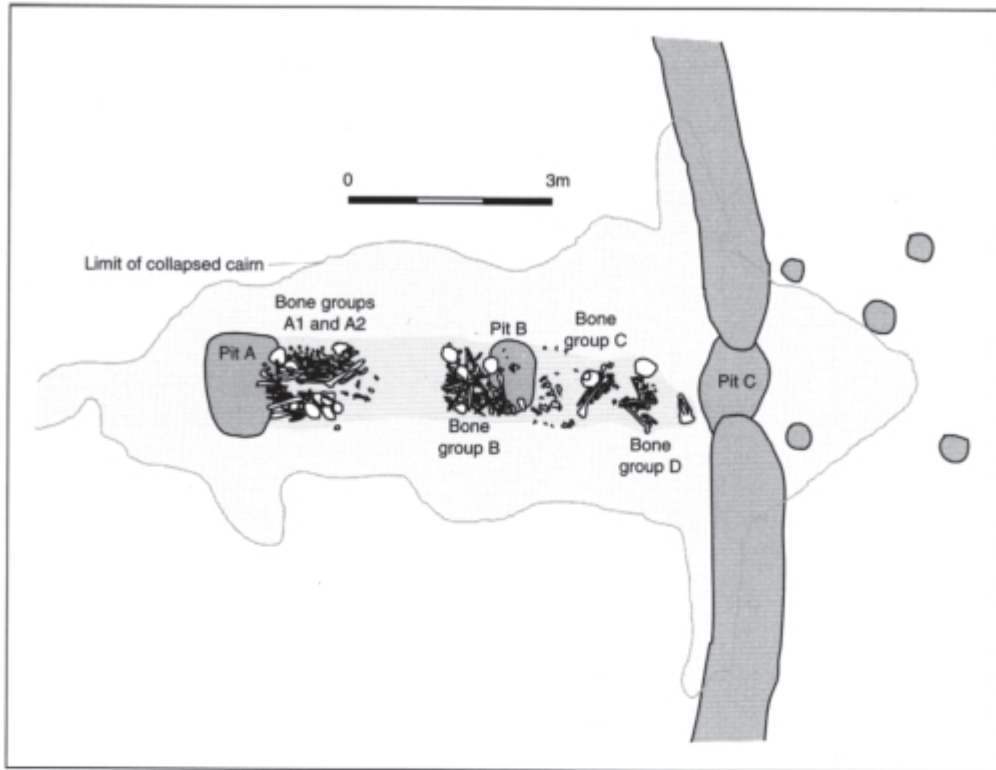 0 3m
Limit of collapsed cairn
Bone groups
A1 and A2
Pit A
Pit B
Bone
group C
Pit C
Bone
group B
Bone
group D